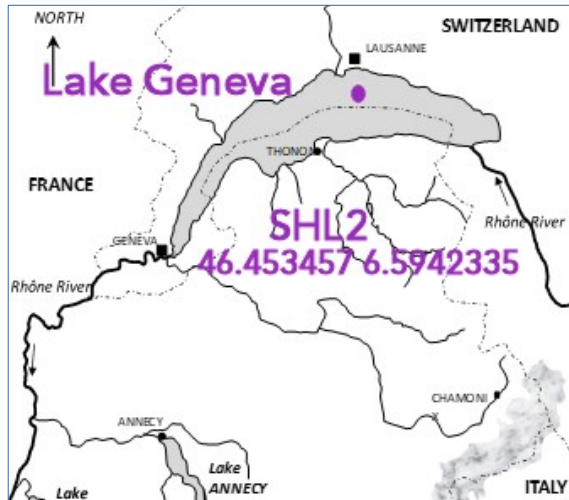 NORTH
SWITZERLAND
LAUSANNE
Lake Geneva
THONON
FRANCE
SHL2
GENEVA
Rhône River
46.453457 6.5942335
Rhône River
CHAMONI
X
ANNECY
Lake
ANNECY
Lake
ITALY